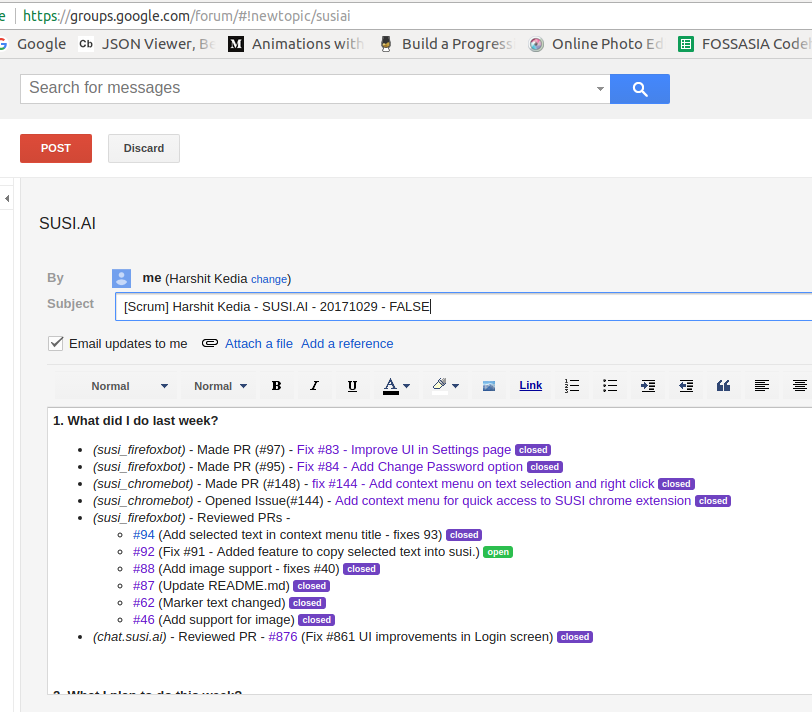 https://groups.google.com/forum/#!newtopic/susiai
Google Cb JSON Viewer, Be M Animations with Build a Progress Online Photo Ed FOSSASIA Code
Search for messages
POST Discard
SUSI.AI
By me (Harshit Kedia change)
Subject [Scrum] Harshit Kedia - SUSI.AI - 20171029 - FALSE
Email updates to me Attach a file Add a reference
Normal Normal B I U A Link
1. What did I do last week?
(susi_firefoxbot) - Made PR (#97) - Fix #83 - Improve UI in Settings page closed
(susi_firefoxbot) - Made PR (#95) - Fix #84 - Add Change Password option closed
(susi_chromebot) - Made PR (#148) - fix #144 - Add context menu on text selection and right click closed
(susi_chromebot) - Opened Issue(#144) - Add context menu for quick access to SUSI chrome extension closed
(susi_firefoxbot) - Reviewed PRs -
#94 (Add selected text in context menu title - fixes 93) closed
#92 (Fix #91 - Added feature to copy selected text into susi.) open
#88 (Add image support - fixes #40) closed
#87 (Update README.md) closed
#62 (Marker text changed) closed
#46 (Add support for image) closed
(chat.susi.ai) - Reviewed PR - #876 (Fix #861 UI improvements in Login screen) closed
2. What I plan to do this week?